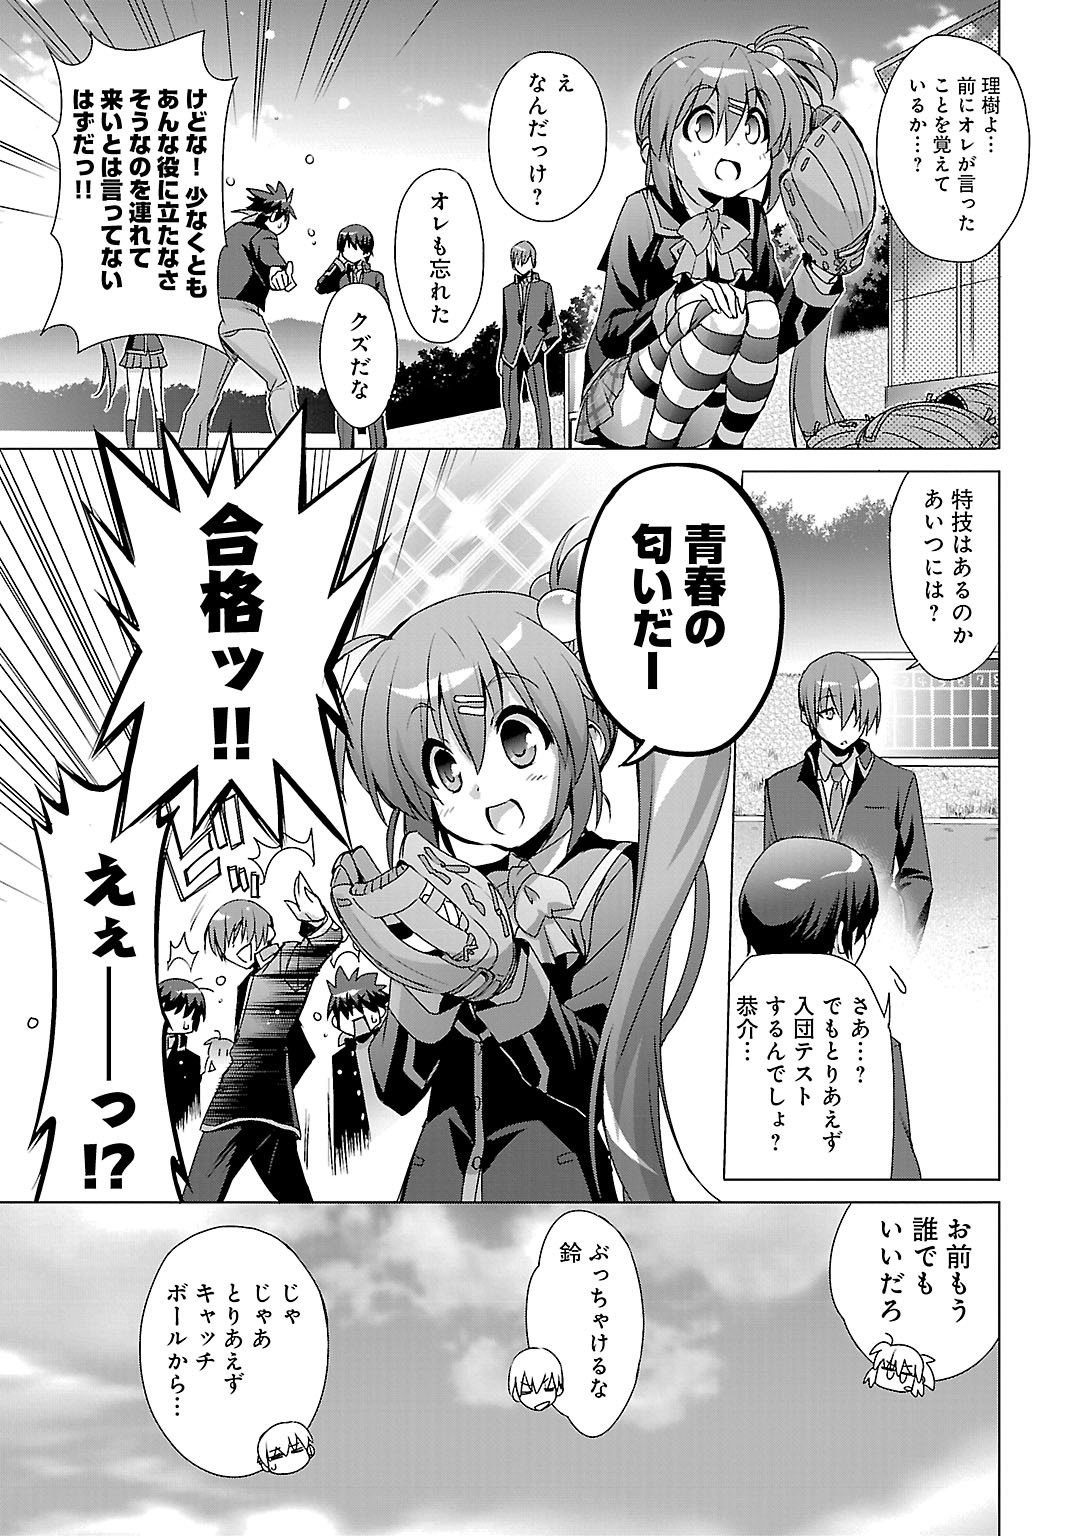 理樹よ…
前にオレが言った
ことを覚えて
いるか…？
え
なんだっけ？
オレも忘れた
クズだな
けどな！少なくとも
あんな役に立たなさ
そうなのを連れて
来いとは言ってない
はずだっ!!
特技はあるのか
あいつには？
さあ…？
でもとりあえず
入団テスト
するんでしょ？
恭介…
青春の
匂いだー
合格ッ!!
ビッ
えぇ――っ!?
お前もう
誰でも
いいだろ
ぶっちゃけるな
鈴
じゃ
じゃあ
とりあえず
キャッチ
ボールから…